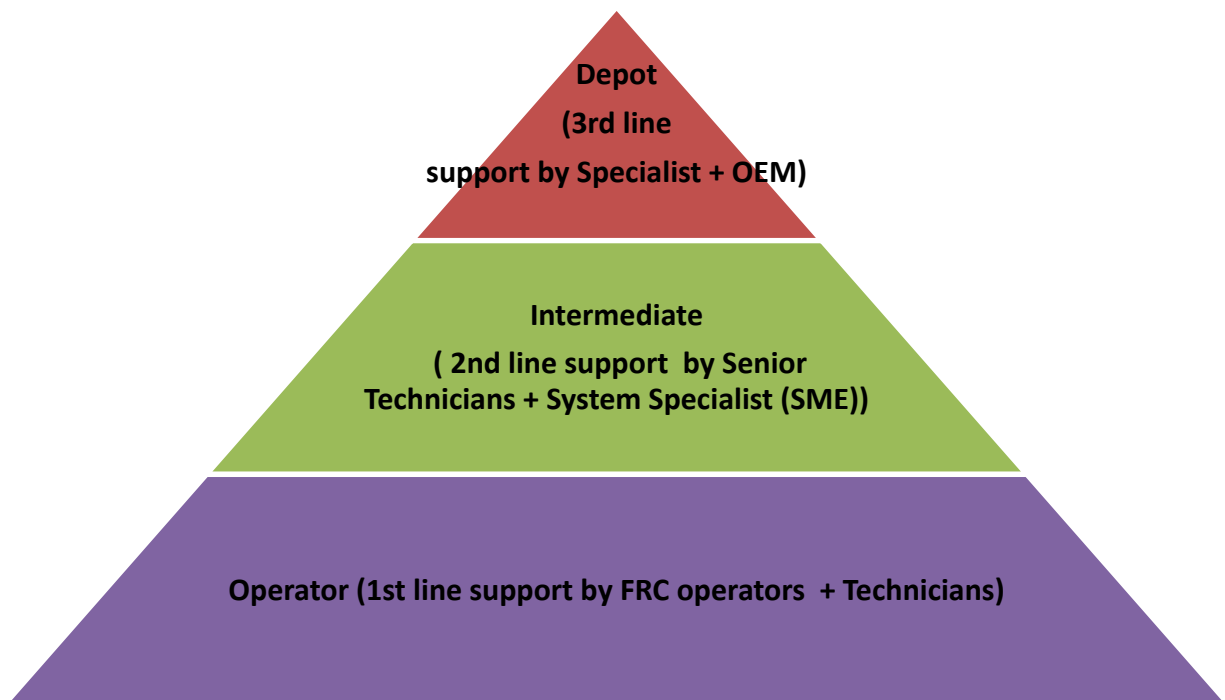 Depot
(3rd line
support by Specialist + OEM)
Intermediate
( 2nd line support  by Senior
Technicians + System Specialist (SME))
Operator (1st line support by FRC operators  + Technicians)